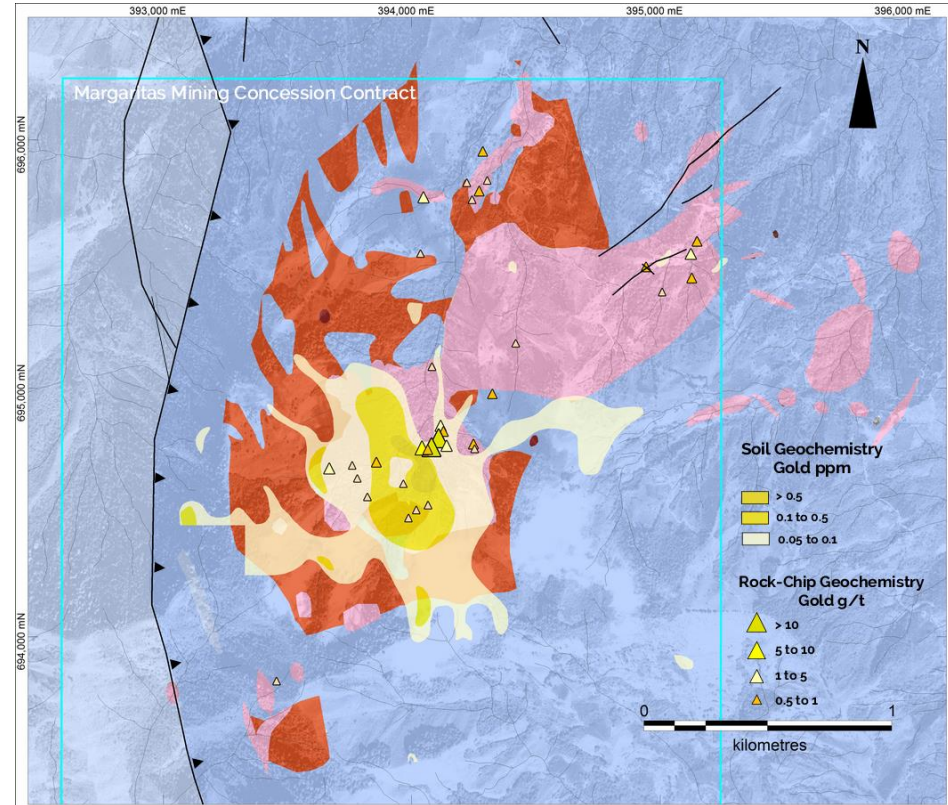 393,000 mE
394,000 mE
395,000 mE
396,000 mE
Margaritas Mining Concession Contract
N
696,000 mN
695,000 mN
694,000 mN
Soil Geochemistry
Gold ppm
> 0.5
0.1 to 0.5
0.05 to 0.1
Rock-Chip Geochemistry
Gold g/t
> 10
5 to 10
1 to 5
0.5 to 1
0
1
kilometres